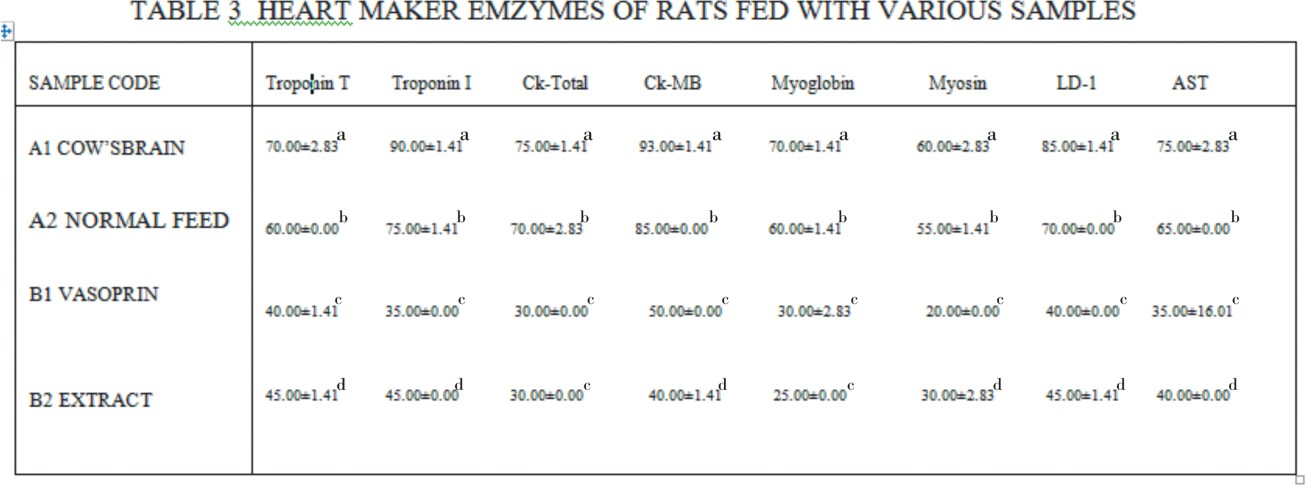 TABLE 3 HEART MAKER EMZYMES OF RATS FED WITH VARIOUS SAMPLES
SAMPLE CODE Troponin T Troponin I Ck-Total Ck-MB Myoglobin Myosin LD-1 AST
A1 COW'SBRAIN 70.00±2.83a 90.00±1.41a 75.00±1.41a 93.00±1.41a 70.00±1.41a 60.00±2.83a 85.00±1.41a 75.00±2.83a
A2 NORMAL FEED 60.00±0.00b 75.00±1.41b 70.00±2.83b 85.00±0.00b 60.00±1.41b 55.00±1.41b 70.00±0.00b 65.00±0.00b
B1 VASOPRIN 40.00±1.41c 35.00±0.00c 30.00±0.00c 50.00±0.00c 30.00±2.83c 20.00±0.00c 40.00±0.00c 35.00±16.01c
B2 EXTRACT 45.00±1.41d 45.00±0.00d 30.00±0.00c 40.00±1.41d 25.00±0.00c 30.00±2.83d 45.00±1.41d 40.00±0.00d